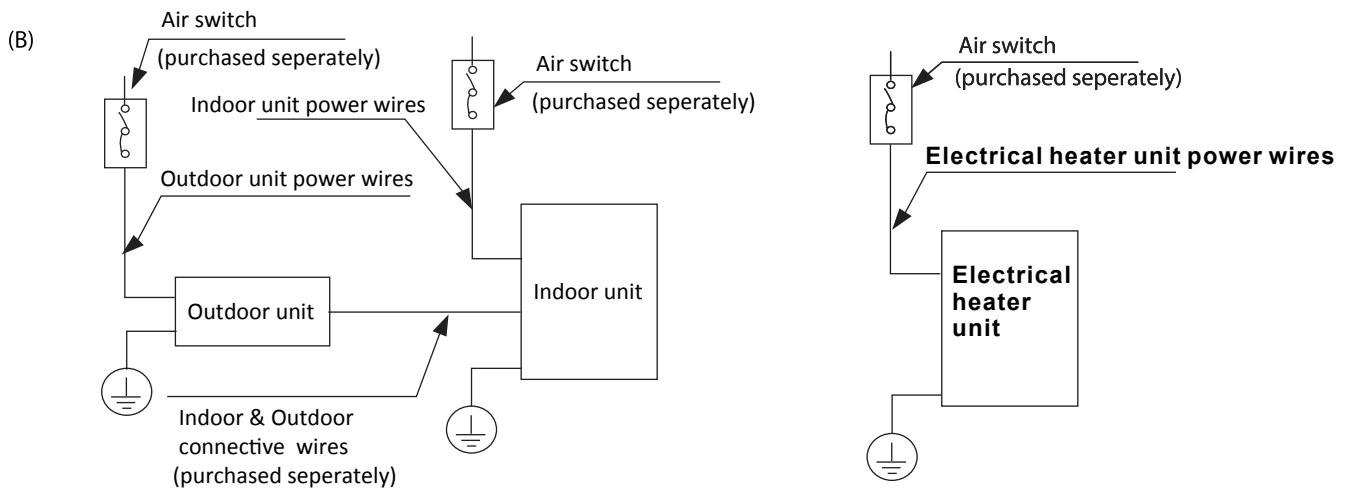 (B)
Air switch
(purchased seperately)
Air switch
(purchased seperately)
Indoor unit power wires
Outdoor unit power wires
Outdoor unit
Indoor unit
Indoor & Outdoor
connective wires
(purchased seperately)
Air switch
(purchased seperately)
Electrical heater unit power wires
Electrical
heater
unit